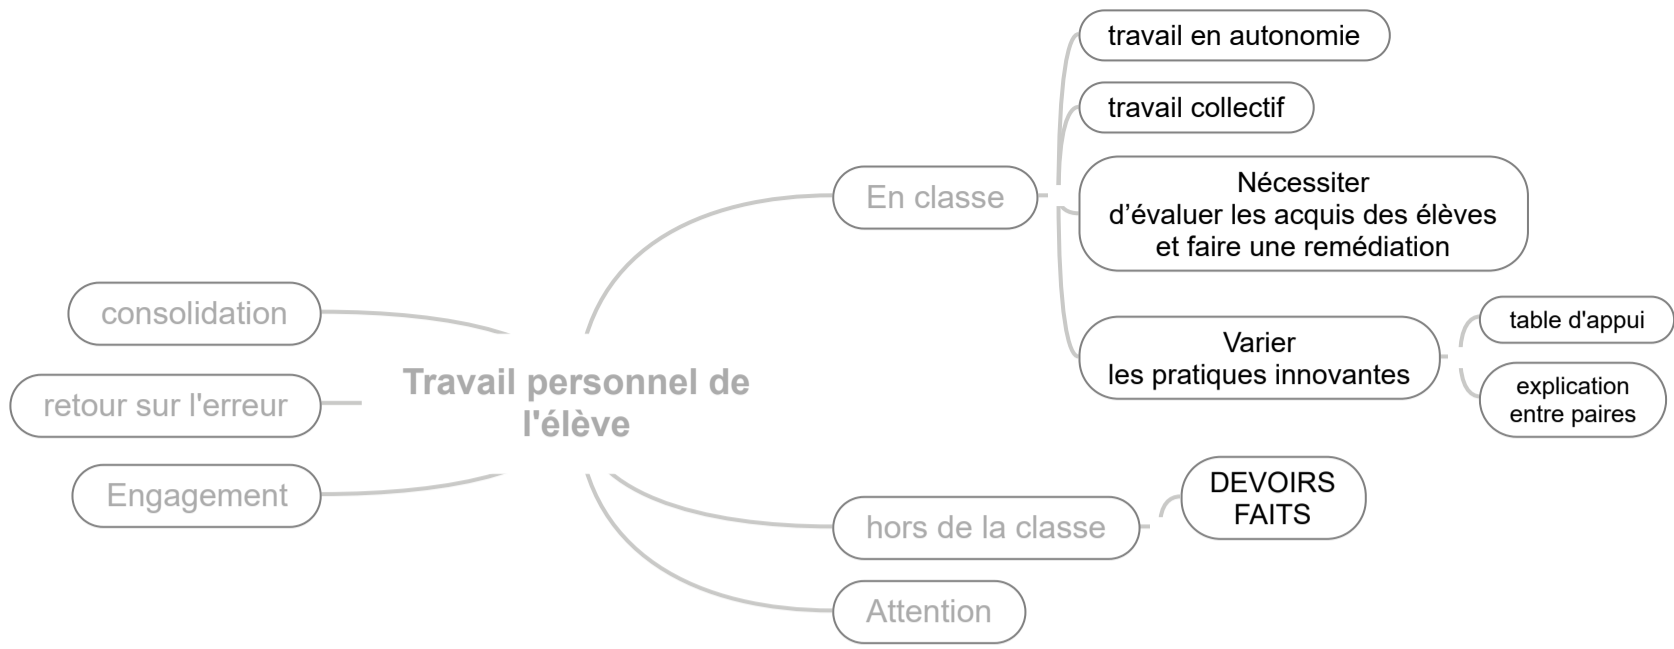 travail en autonomie
travail collectif
En classe
Nécessiter
d’évaluer les acquis des élèves
et faire une remédiation
Varier
les pratiques innovantes
table d'appui
explication
entre paires
consolidation
retour sur l'erreur
Engagement
Travail personnel de
l'élève
hors de la classe
DEVOIRS
FAITS
Attention